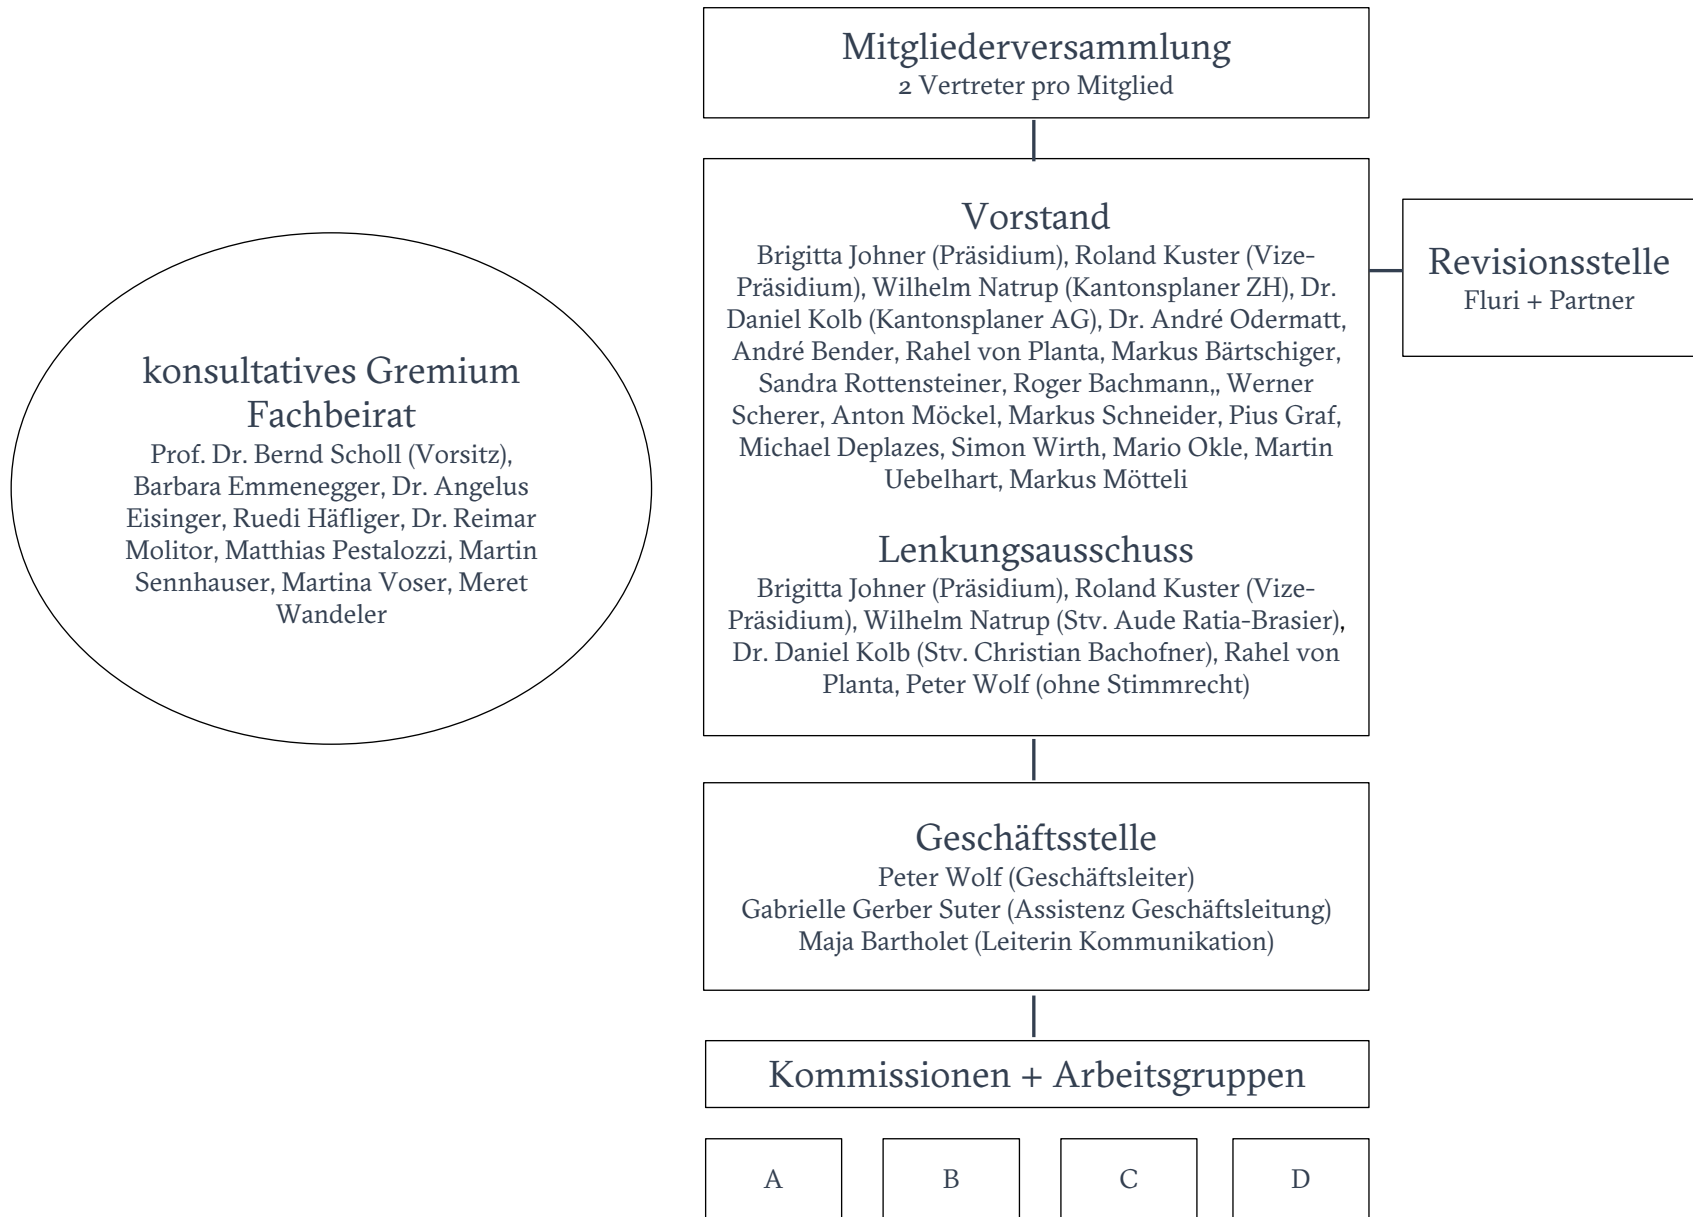 Mitgliederversammlung
2 Vertreter pro Mitglied
Vorstand
Brigitta Johner (Präsidium), Roland Kuster (Vize-
Präsidium), Wilhelm Natrup (Kantonsplaner ZH), Dr.
Daniel Kolb (Kantonsplaner AG), Dr. André Odermatt,
André Bender, Rahel von Planta, Markus Bärtschiger,
Sandra Rottensteiner, Roger Bachmann,, Werner
Scherer, Anton Möckel, Markus Schneider, Pius Graf,
Michael Deplazes, Simon Wirth, Mario Okle, Martin
Uebelhart, Markus Mötteli
Lenkungsausschuss
Brigitta Johner (Präsidium), Roland Kuster (Vize-
Präsidium), Wilhelm Natrup (Stv. Aude Ratia-Brasier),
Dr. Daniel Kolb (Stv. Christian Bachofner), Rahel von
Planta, Peter Wolf (ohne Stimmrecht)
Revisionsstelle
Fluri + Partner
konsultatives Gremium
Fachbeirat
Prof. Dr. Bernd Scholl (Vorsitz),
Barbara Emmenegger, Dr. Angelus
Eisinger, Ruedi Häfliger, Dr. Reimar
Molitor, Matthias Pestalozzi, Martin
Sennhauser, Martina Voser, Meret
Wandeler
Geschäftsstelle
Peter Wolf (Geschäftsleiter)
Gabrielle Gerber Suter (Assistenz Geschäftsleitung)
Maja Bartholet (Leiterin Kommunikation)
Kommissionen + Arbeitsgruppen
A
B
C
D